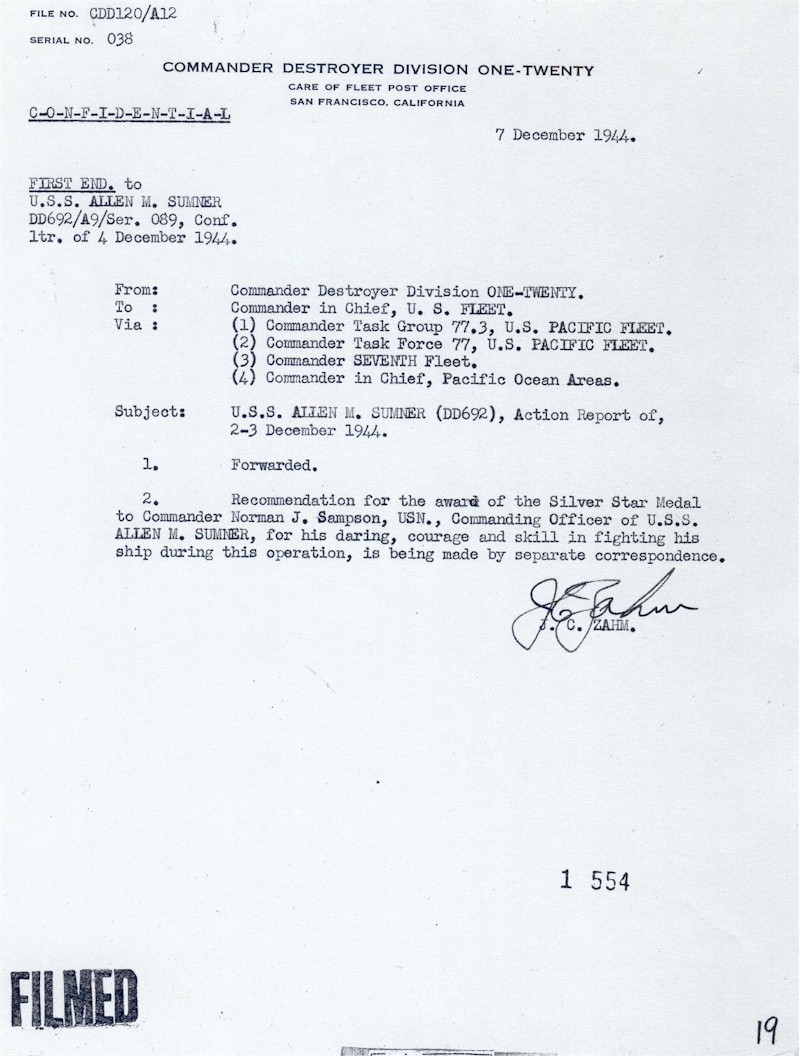 FILE NO. CDD120/A12
SERIAL NO. 038
COMMANDER DESTROYER DIVISION ONE-TWENTY
CARE OF FLEET POST OFFICE
SAN FRANCISCO, CALIFORNIA
C-O-N-F-I-D-E-N-T-I-A-L
7 December 1944.
FIRST END. to
U.S.S. ALLEN M. SUMNER
DD692/A9/Ser. 089, Conf.
ltr. of 4 December 1944.
From: Commander Destroyer Division ONE-TWENTY.
To : Commander in Chief, U. S. FLEET.
Via : (1) Commander Task Group 77.3, U.S. PACIFIC FLEET.
(2) Commander Task Force 77, U.S. PACIFIC FLEET.
(3) Commander SEVENTH Fleet.
(4) Commander in Chief, Pacific Ocean Areas.
Subject: U.S.S. ALLEN M. SUMNER (DD692), Action Report of,
2-3 December 1944.
1. Forwarded.
2. Recommendation for the award of the Silver Star Medal
to Commander Norman J. Sampson, USN., Commanding Officer of U.S.S.
ALLEN M. SUMNER, for his daring, courage and skill in fighting his
ship during this operation, is being made by separate correspondence.
J C Zahm
J. C. ZAHM.
1 554
FILMED
19